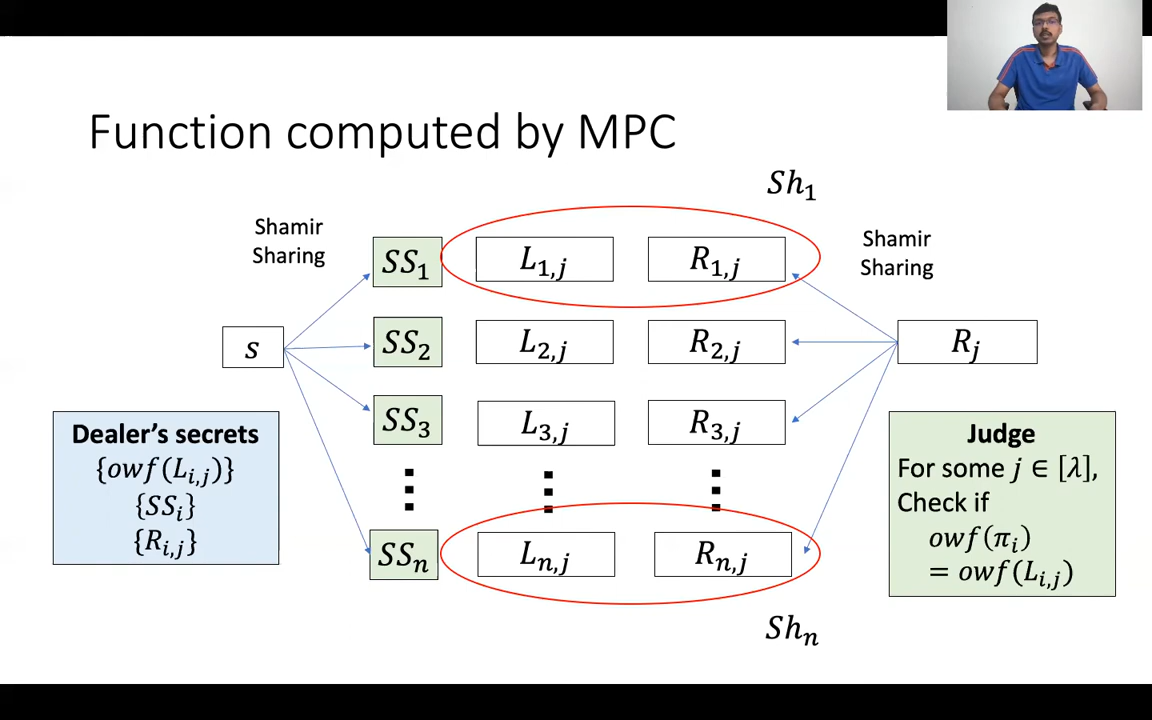 Function computed by MPC
Sh₁
Shamir
Sharing
Shamir
Sharing
SS₁ L₁,ⱼ R₁,ⱼ
SS₂ L₂,ⱼ R₂,ⱼ
s Rⱼ
SS₃ L₃,ⱼ R₃,ⱼ
⋮ ⋮ ⋮
SSₙ Lₙ,ⱼ Rₙ,ⱼ
Shₙ
Dealer’s secrets
{owf(Lᵢ,ⱼ)}
{SSᵢ}
{Rᵢ,ⱼ}
Judge
For some j ∈ [λ],
Check if
owf(πᵢ)
= owf(Lᵢ,ⱼ)